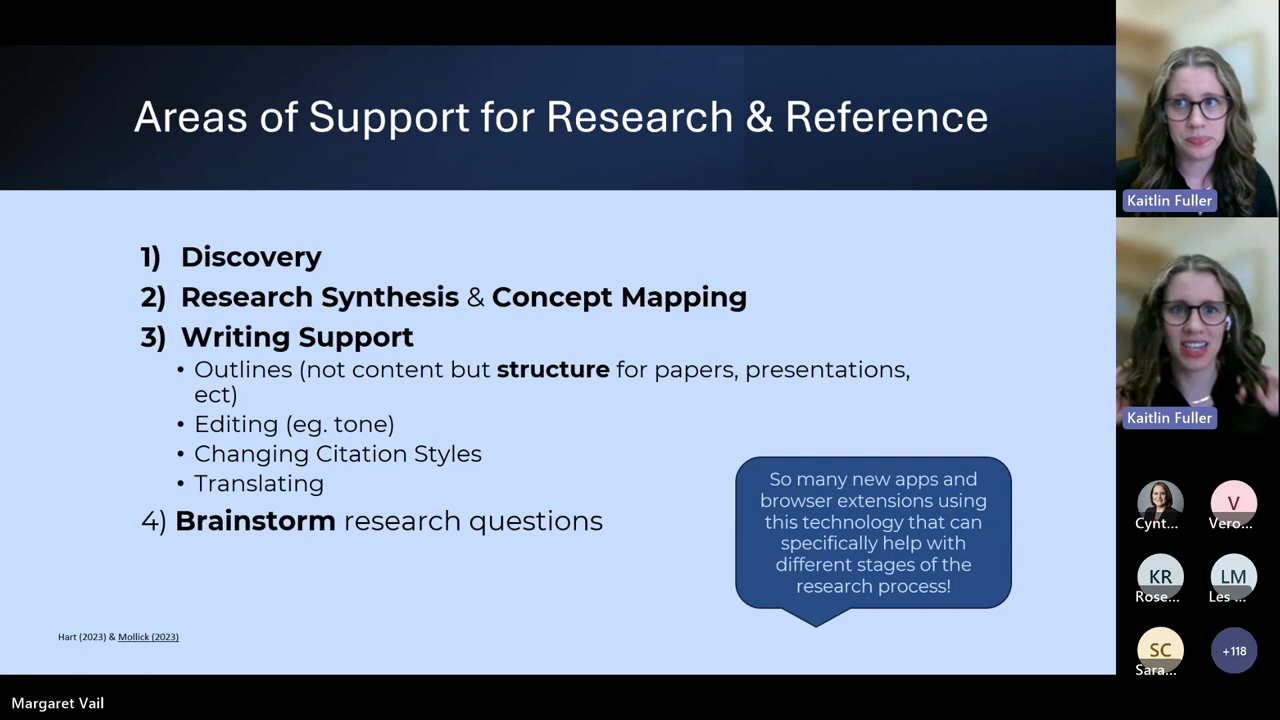 Areas of Support for Research & Reference
1) Discovery
2) Research Synthesis & Concept Mapping
3) Writing Support
• Outlines (not content but structure for papers, presentations,
ect)
• Editing (eg. tone)
• Changing Citation Styles
• Translating
4) Brainstorm research questions
So many new apps and
browser extensions using
this technology that can
specifically help with
different stages of the
research process!
Hart (2023) & Mollick (2023)
Kaitlin Fuller
Kaitlin Fuller
Cynt...
V
Vero...
KR
Rose...
LM
Les ...
SC
Sara...
+118
Margaret Vail